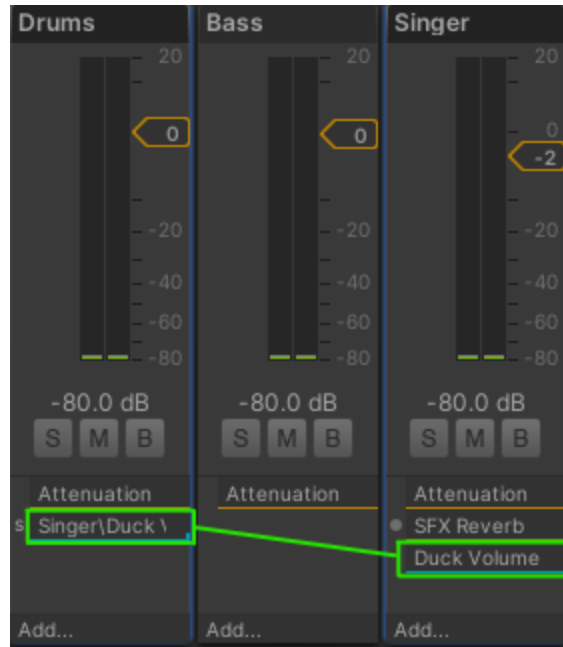 Drums
20
0
-20
-40
-60
-80
-80.0 dB
S M B
Attenuation
s Singer\Duck
Add...
Bass
20
0
-20
-40
-60
-80
-80.0 dB
S M B
Attenuation
Add...
Singer
20
0
-2
-20
-40
-60
-80
-80.0 dB
S M B
Attenuation
SFX Reverb
Duck Volume
Add...